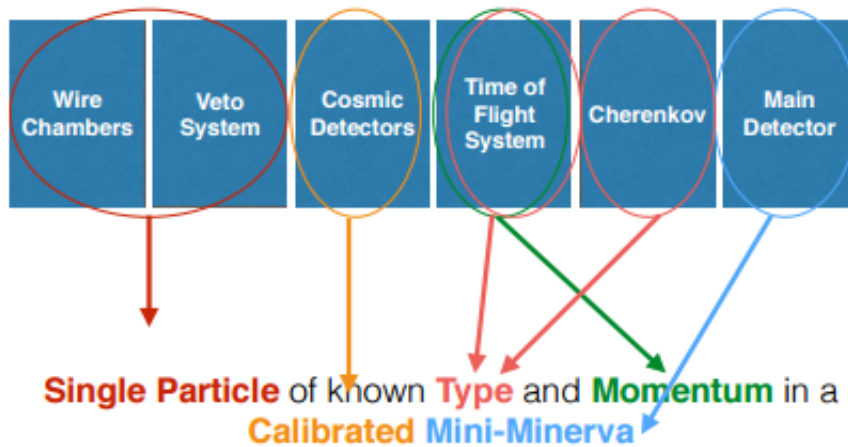 Wire
Chambers
Veto
System
Cosmic
Detectors
Time of
Flight
System
Cherenkov
Main
Detector
Single Particle of known Type and Momentum in a
Calibrated Mini-Minerva